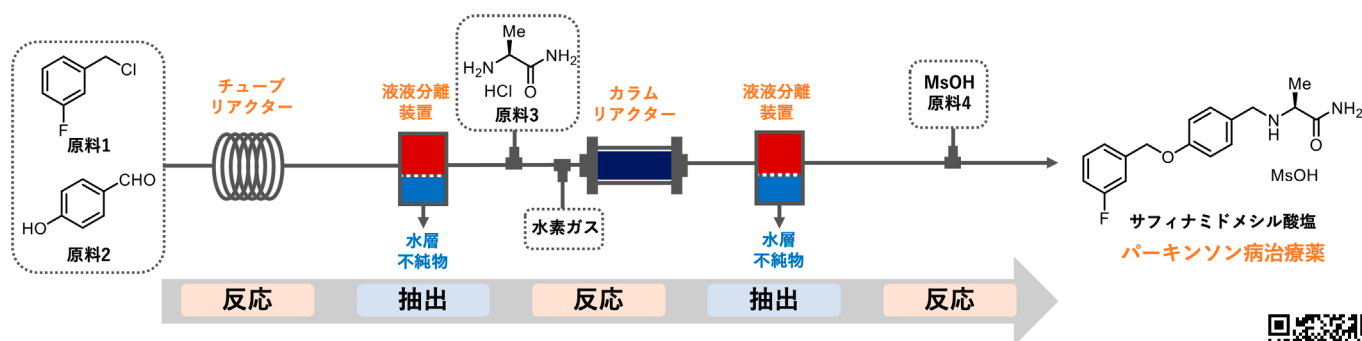 Cl
F
原料1
CHO
HO
原料2
チューブ
リアクター
液液分離
装置
水層
不純物
Me
H₂N
NH₂
O
HCl
原料3
水素ガス
カラム
リアクター
液液分離
装置
水層
不純物
MsOH
原料4
Me
NH₂
N
H
O
O
MsOH
F
サフィナミドメシル酸塩
パーキンソン病治療薬
反応
抽出
反応
抽出
反応